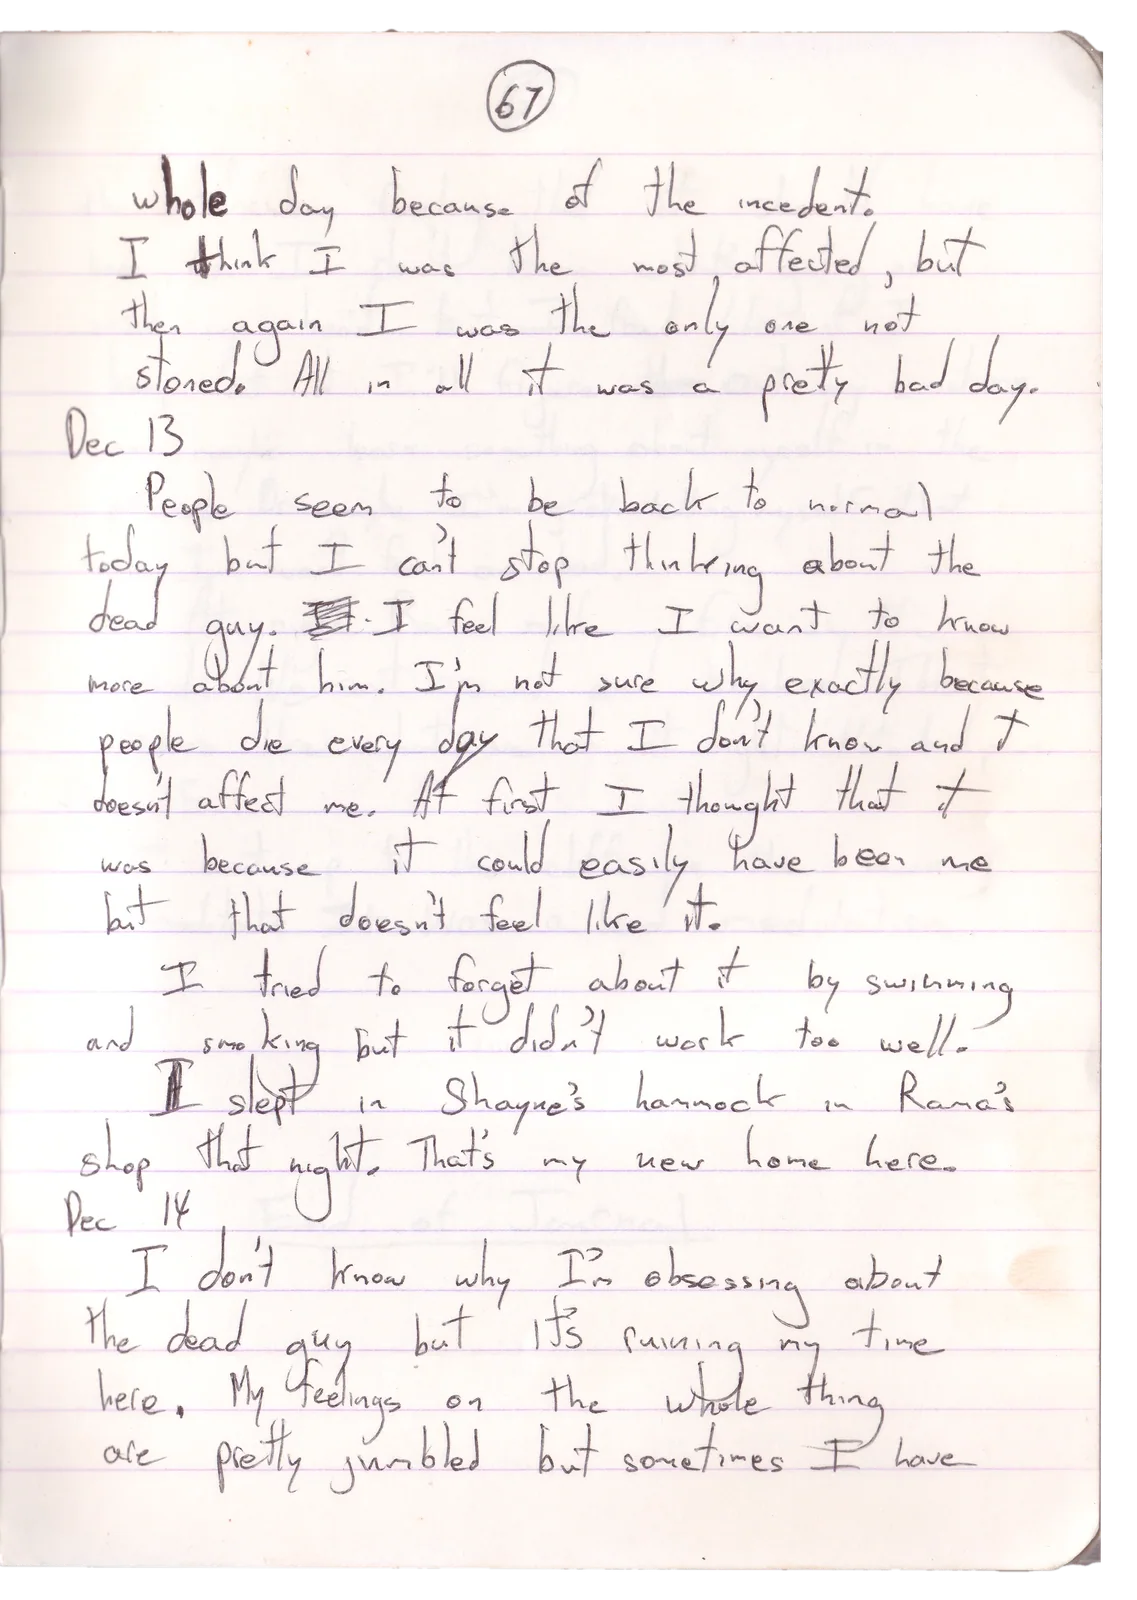 67
whole day because of the incedent.
I think I was the most affected, but
then again I was the only one not
stoned. All in all it was a pretty bad day.
Dec 13
People seem to be back to normal
today but I can't stop thinking about the
dead guy. I feel like I want to know
more about him. I'm not sure why exactly because
people die every day that I don't know and it
doesn't affect me. At first I thought that it
was because it could easily have been me
but that doesn't feel like it.
I tried to forget about it by swimming
and smoking but it didn't work too well.
I slept in Shayne's hammock in Rama's
shop that night. That's my new home here.
Dec 14
I don't know why I'm obsessing about
the dead guy but it's ruining my time
here. My feelings on the whole thing
are pretty jumbled but sometimes I have